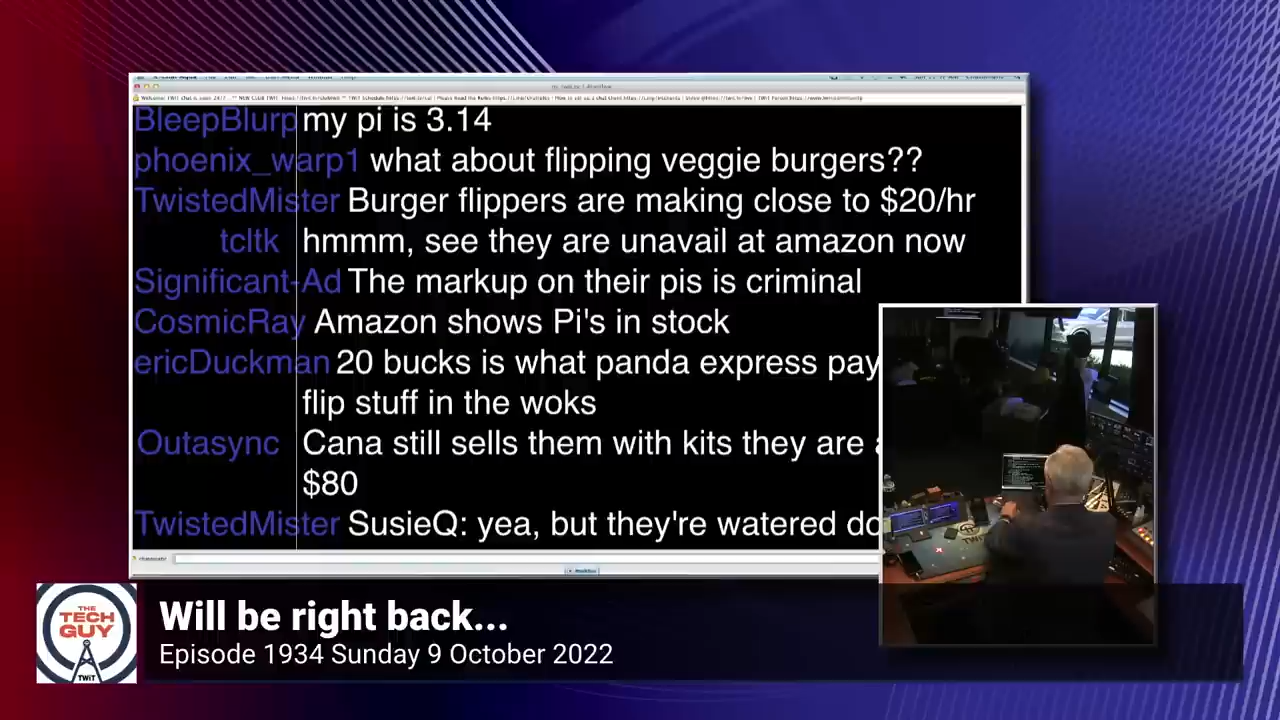 BleepBlurp my pi is 3.14
phoenix_warp1 what about flipping veggie burgers??
TwistedMister Burger flippers are making close to $20/hr
tcltk hmmm, see they are unavail at amazon now
Significant-Ad The markup on their pis is criminal
CosmicRay Amazon shows Pi's in stock
ericDuckman 20 bucks is what panda express pay
flip stuff in the woks
Outasync Cana still sells them with kits they are
$80
TwistedMister SusieQ: yea, but they're watered do
THE
TECH
GUY
TWiT
Will be right back...
Episode 1934 Sunday 9 October 2022